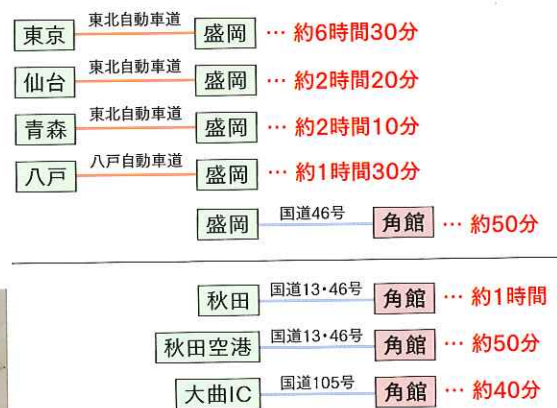 東京 東北自動車道 盛岡 … 約6時間30分
仙台 東北自動車道 盛岡 … 約2時間20分
青森 東北自動車道 盛岡 … 約2時間10分
八戸 八戸自動車道 盛岡 … 約1時間30分
盛岡 国道46号 角館 … 約50分
秋田 国道13・46号 角館 … 約1時間
秋田空港 国道13・46号 角館 … 約50分
大曲IC 国道105号 角館 … 約40分